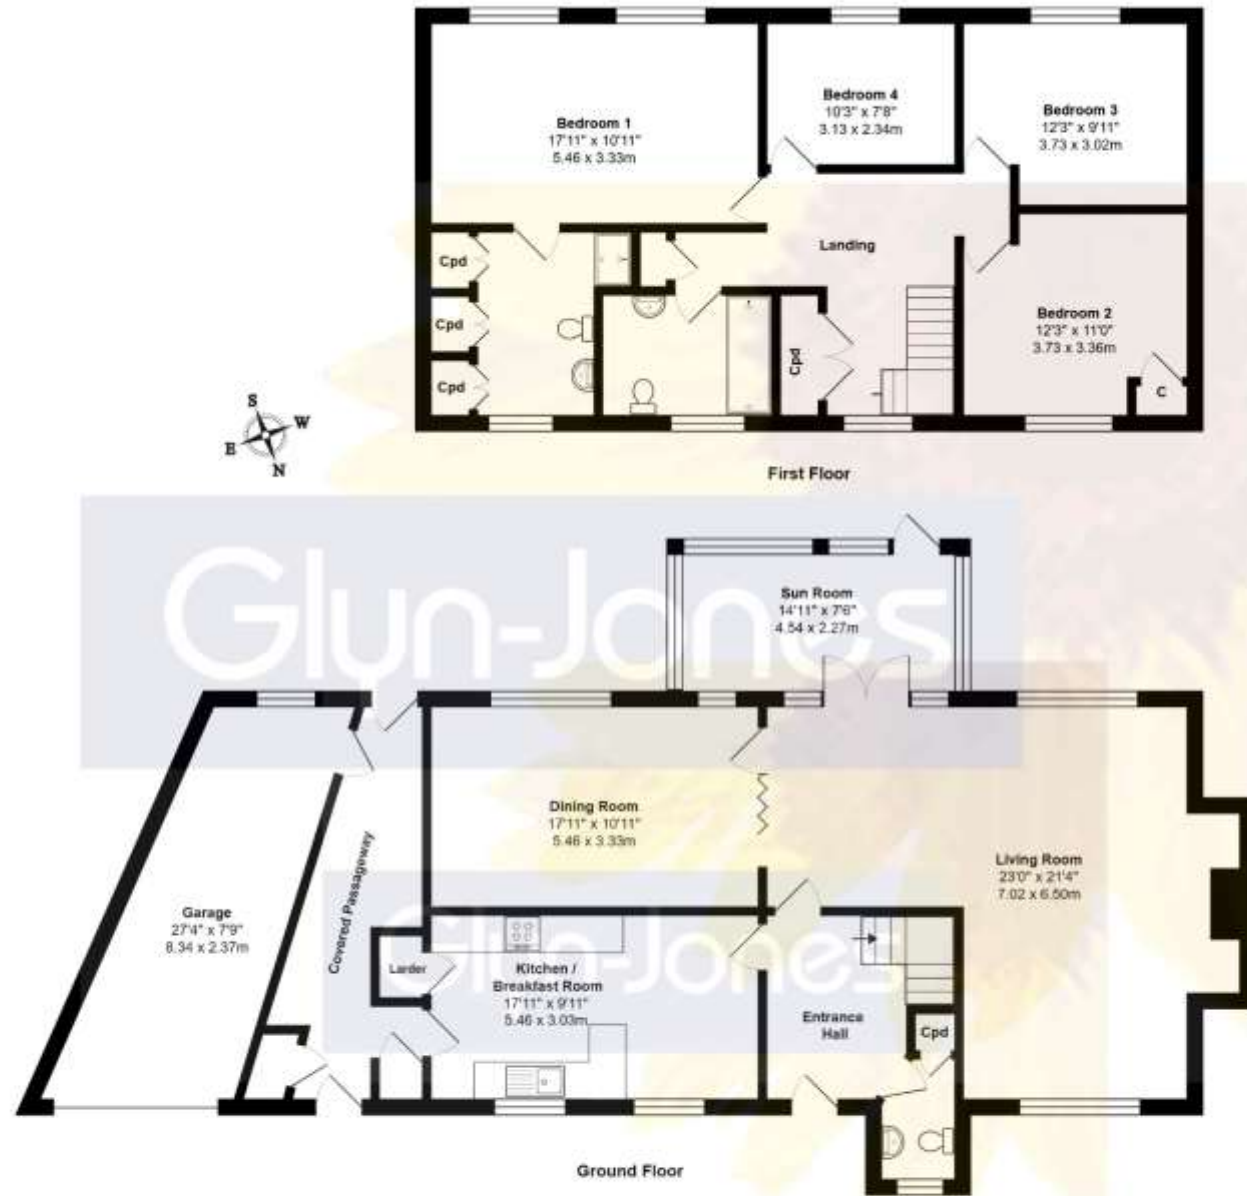 Bedroom 1
17'11" x 10'11"
5.46 x 3.33m
Bedroom 4
10'3" x 7'8"
3.13 x 2.34m
Bedroom 3
12'3" x 9'11"
3.73 x 3.02m
Cpd
Cpd
Cpd
Landing
Cpd
Bedroom 2
12'3" x 11'0"
3.73 x 3.36m
C
S
W
E
N
First Floor
Glyn-Jones
Sun Room
14'11" x 7'6"
4.54 x 2.27m
Dining Room
17'11" x 10'11"
5.46 x 3.33m
Living Room
23'0" x 21'4"
7.02 x 6.50m
Garage
27'4" x 7'9"
8.34 x 2.37m
Covered Passageway
Glyn-Jones
Larder
Kitchen /
Breakfast Room
17'11" x 9'11"
5.46 x 3.03m
Entrance
Hall
Cpd
Ground Floor